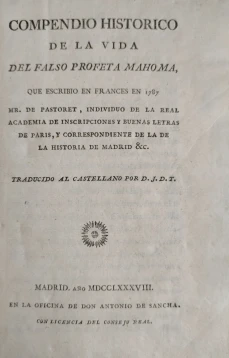 COMPENDIO HISTORICO
DE LA VIDA
DEL FALSO PROFETA MAHOMA,
QUE ESCRIBIÓ EN FRANCES EN 1787
MR. DE PASTORET, INDIVIDUO DE LA REAL
ACADEMIA DE INSCRIPCIONES Y BUENAS LETRAS
DE PARIS, Y CORRESPONDIENTE DE LA DE
LA HISTORIA DE MADRID &c.
TRADUCIDO AL CASTELLANO POR D. J. D. T.
MADRID. AÑO MDCCLXXXVIII.
EN LA OFICINA DE DON ANTONIO DE SANCHA.
CON LICENCIA DEL CONSEJO REAL.